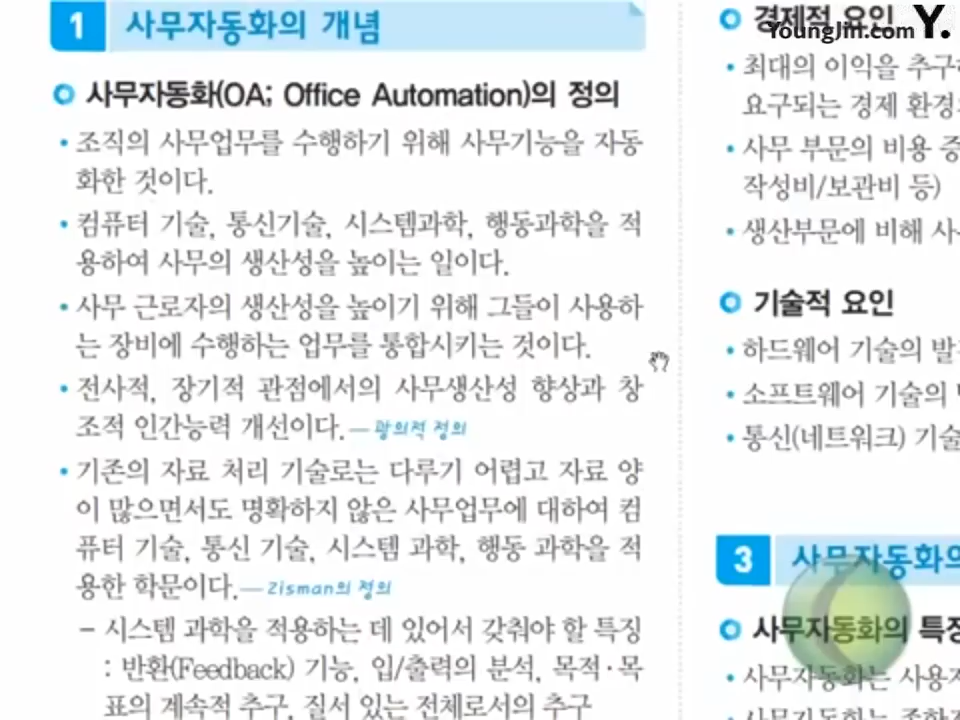 1 사무자동화의 개념
사무자동화(OA; Office Automation)의 정의
• 조직의 사무업무를 수행하기 위해 사무기능을 자동
화한 것이다.
• 컴퓨터 기술, 통신기술, 시스템과학, 행동과학을 적
용하여 사무의 생산성을 높이는 일이다.
• 사무 근로자의 생산성을 높이기 위해 그들이 사용하
는 장비에 수행하는 업무를 통합시키는 것이다.
• 전사적, 장기적 관점에서의 사무생산성 향상과 창
조적 인간능력 개선이다. — 광의적 정의
• 기존의 자료 처리 기술로는 다루기 어렵고 자료 양
이 많으면서도 명확하지 않은 사무업무에 대하여 컴
퓨터 기술, 통신 기술, 시스템 과학, 행동 과학을 적
용한 학문이다. — Zisman의 정의
– 시스템 과학을 적용하는 데 있어서 갖춰야 할 특징
: 반환(Feedback) 기능, 입/출력의 분석, 목적·목
표의 계속적 추구, 질서 있는 전체로서의 추구
경제적 요인
YoungJin.com Y.
• 최대의 이익을 추구
요구되는 경제 환경
• 사무 부문의 비용 증
작성비/보관비 등)
• 생산부문에 비해 사
기술적 요인
• 하드웨어 기술의 발
• 소프트웨어 기술의
• 통신(네트워크) 기술
3 사무자동화의
사무자동화의 특징
• 사무자동화는 사용자